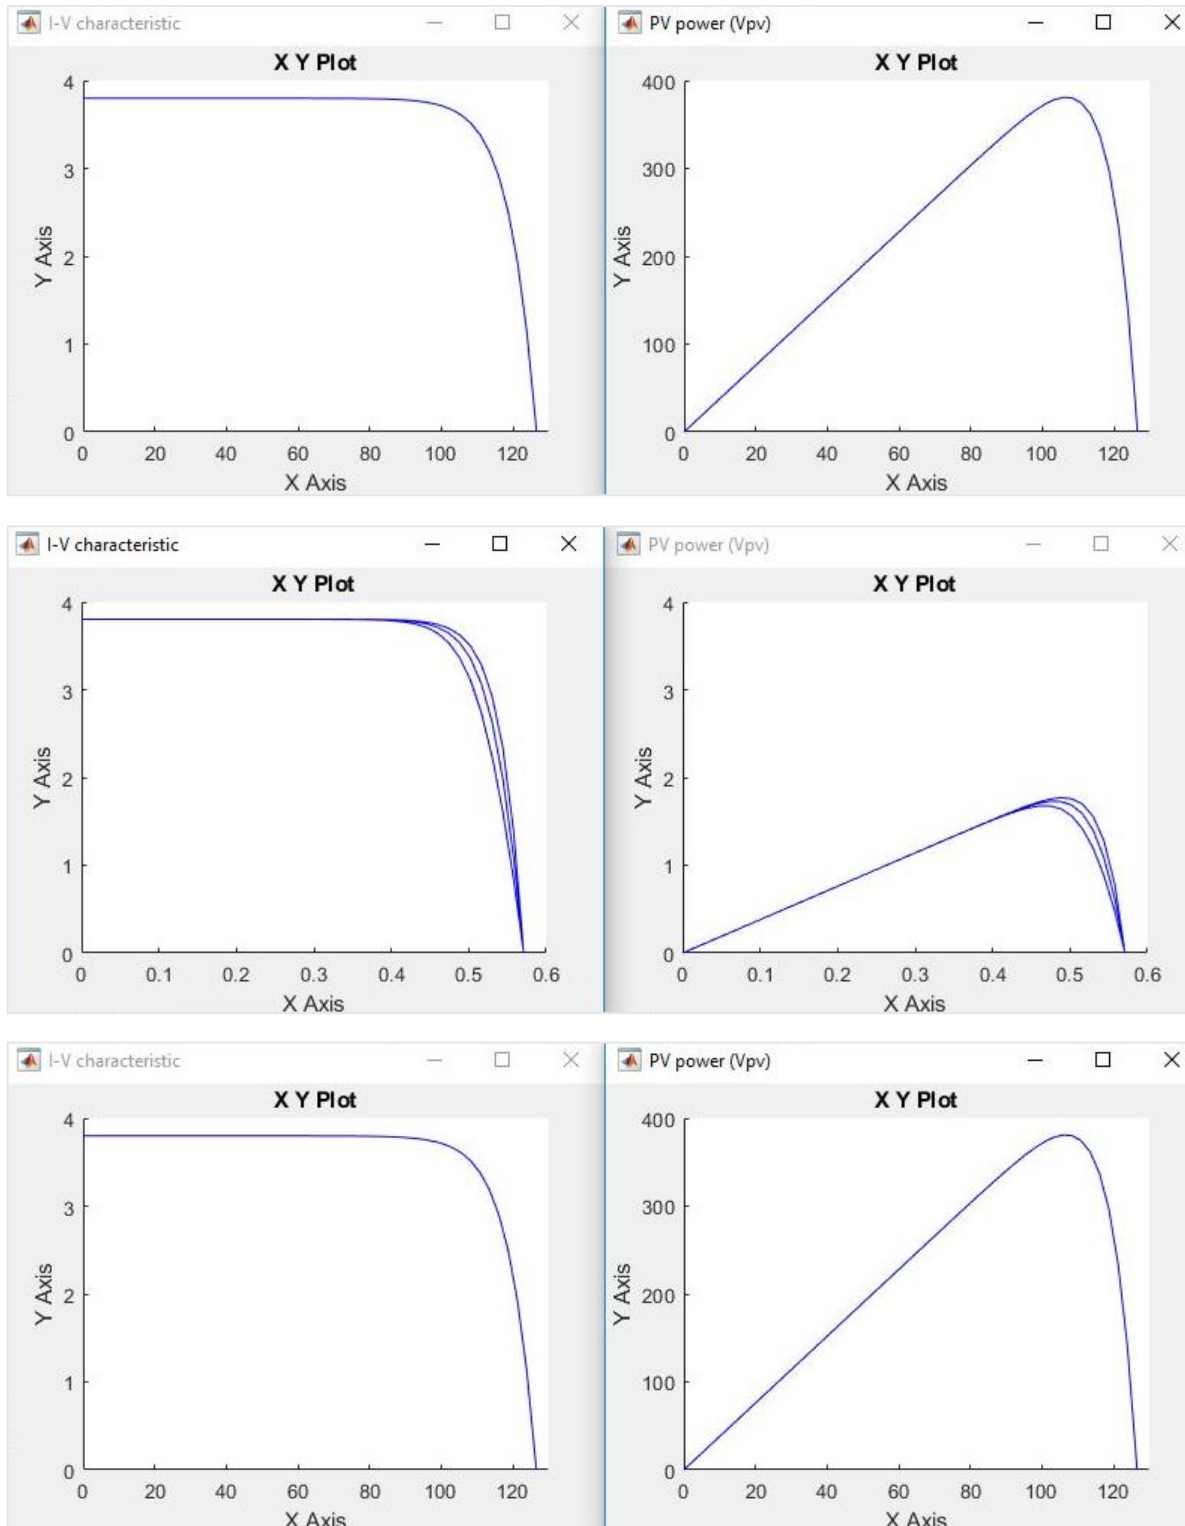 I-V characteristic
X Y Plot
4
3
2
1
0
Y Axis
0 20 40 60 80 100 120
X Axis
PV power (Vpv)
X Y Plot
400
300
200
100
0
Y Axis
0 20 40 60 80 100 120
X Axis
I-V characteristic
X Y Plot
4
3
2
1
0
Y Axis
0 0.1 0.2 0.3 0.4 0.5 0.6
X Axis
PV power (Vpv)
X Y Plot
4
3
2
1
0
Y Axis
0 0.1 0.2 0.3 0.4 0.5 0.6
X Axis
I-V characteristic
X Y Plot
4
3
2
1
0
Y Axis
0 20 40 60 80 100 120
X Axis
PV power (Vpv)
X Y Plot
400
300
200
100
0
Y Axis
0 20 40 60 80 100 120
X Axis